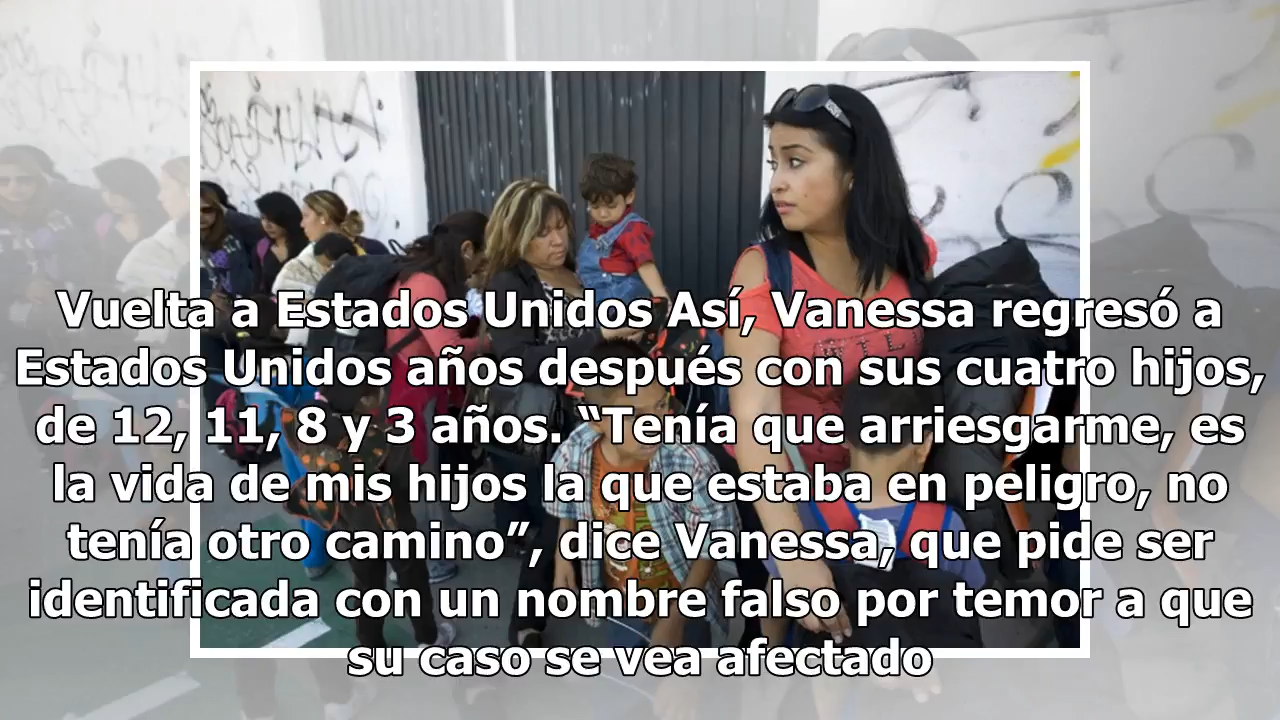 Vuelta a Estados Unidos Así, Vanessa regresó a
Estados Unidos años después con sus cuatro hijos,
de 12, 11, 8 y 3 años. “Tenía que arriesgarme, es
la vida de mis hijos la que estaba en peligro, no
tenía otro camino”, dice Vanessa, que pide ser
identificada con un nombre falso por temor a que
su caso se vea afectado